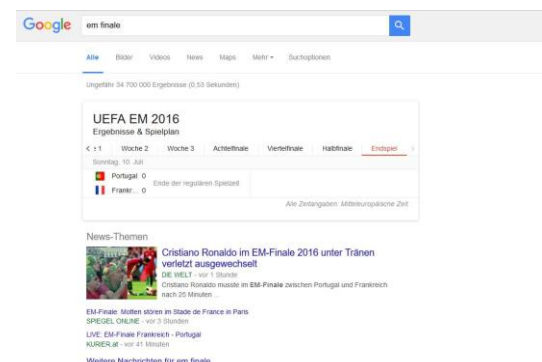 Google em finale
Alle Bilder Videos News Maps Mehr Suchoptionen
Ungefähr 34 700 000 Ergebnisse (0,53 Sekunden)
UEFA EM 2016
Ergebnisse & Spielplan
Woche 2 Woche 3 Achtelfinale Viertelfinale Halbfinale Endspiel
Sonntag, 10. Juli
Portugal 0
Ende der regulären Spielzeit
Frankr... 0
Alle Zeitangaben: Mitteleuropäische Zeit
News-Themen
Cristiano Ronaldo im EM-Finale 2016 unter Tränen
verletzt ausgewechselt
DIE WELT - vor 1 Stunde
Cristiano Ronaldo musste im EM-Finale zwischen Portugal und Frankreich
nach 25 Minuten ...
EM-Finale: Motten stören im Stade de France in Paris
SPIEGEL ONLINE - vor 3 Stunden
LIVE: EM-Finale Frankreich - Portugal
KURIER.at - vor 41 Minuten
Weitere Nachrichten für em finale